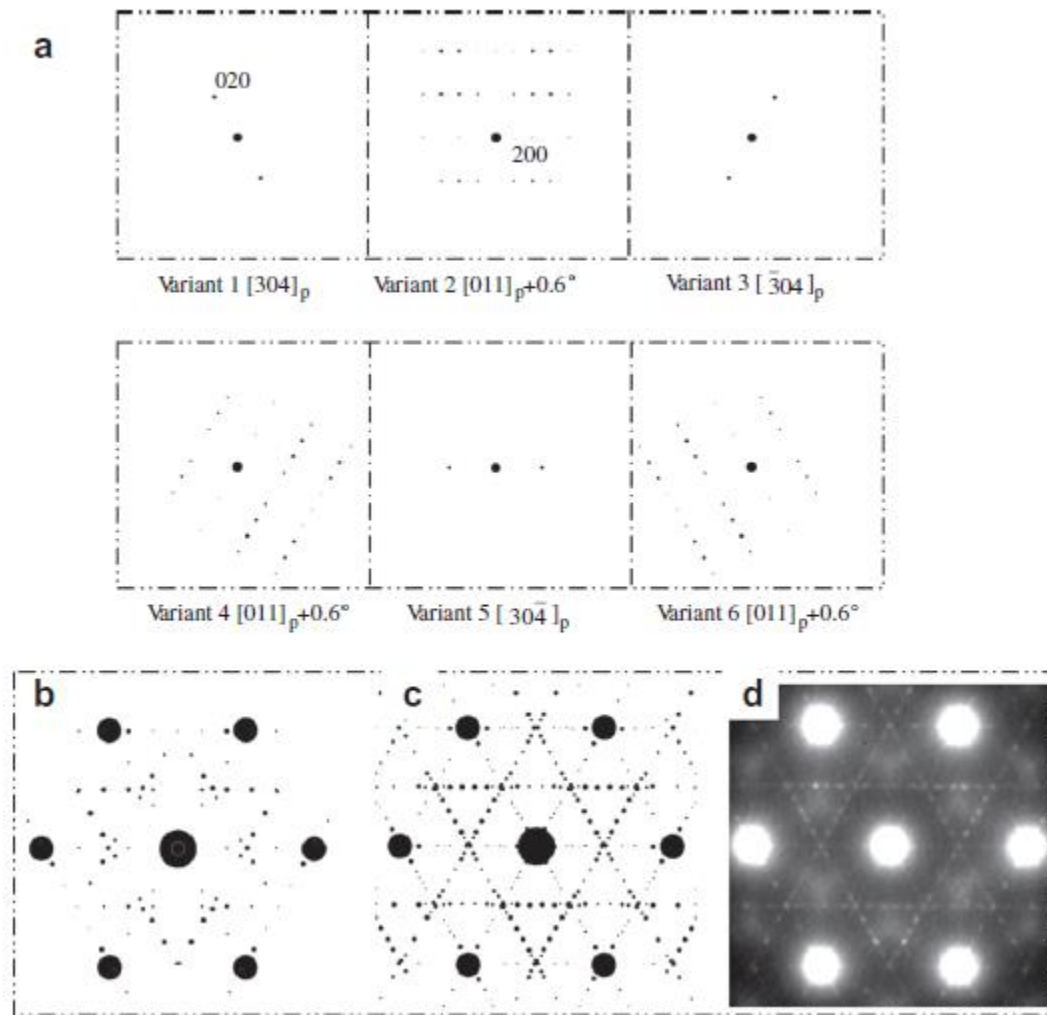 a
020
200
Variant 1 [304]p
Variant 2 [011]p+0.6°
Variant 3 [3̅04]p
Variant 4 [011]p+0.6°
Variant 5 [304̅]p
Variant 6 [011]p+0.6°
b
c
d